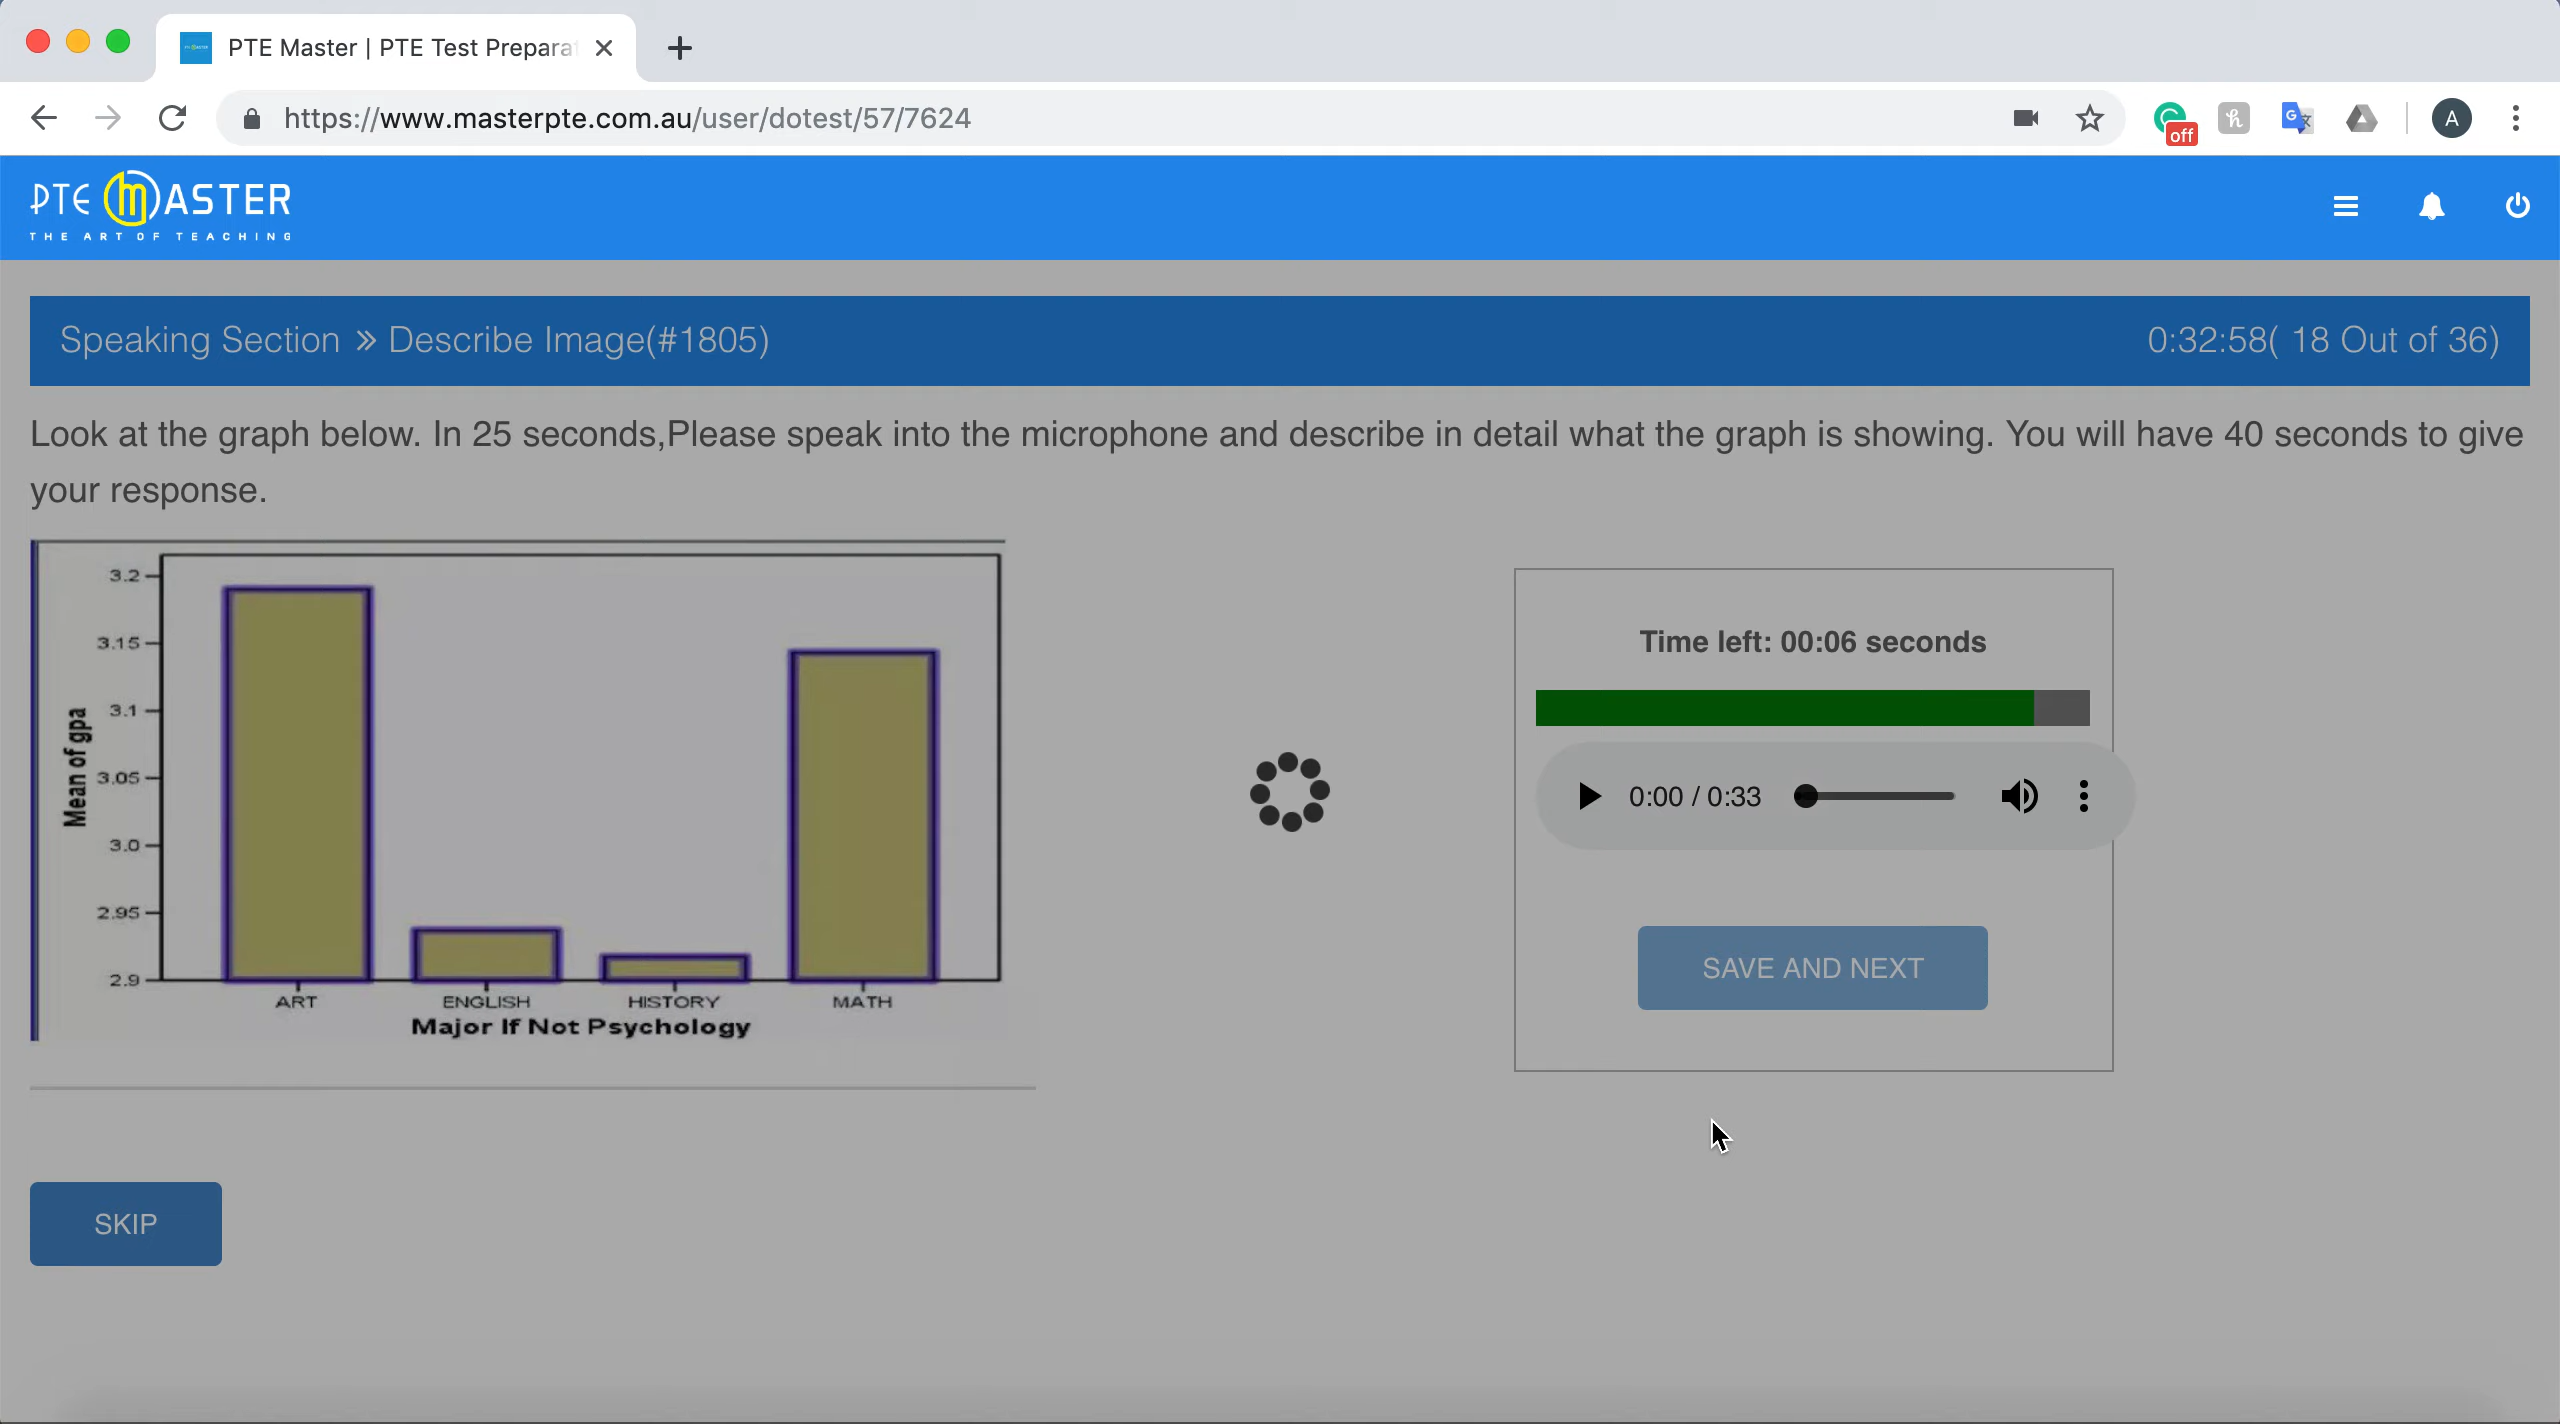 PTE Master | PTE Test Prepara
https://www.masterpte.com.au/user/dotest/57/7624
off
A
PTE MASTER
THE ART OF TEACHING
Speaking Section » Describe Image(#1805)
0:32:58( 18 Out of 36)
Look at the graph below. In 25 seconds,Please speak into the microphone and describe in detail what the graph is showing. You will have 40 seconds to give
your response.
3.2
3.15
3.1
3.05
3.0
2.95
2.9
Mean of gpa
ART ENGLISH HISTORY MATH
Major If Not Psychology
Time left: 00:06 seconds
0:00 / 0:33
SAVE AND NEXT
SKIP